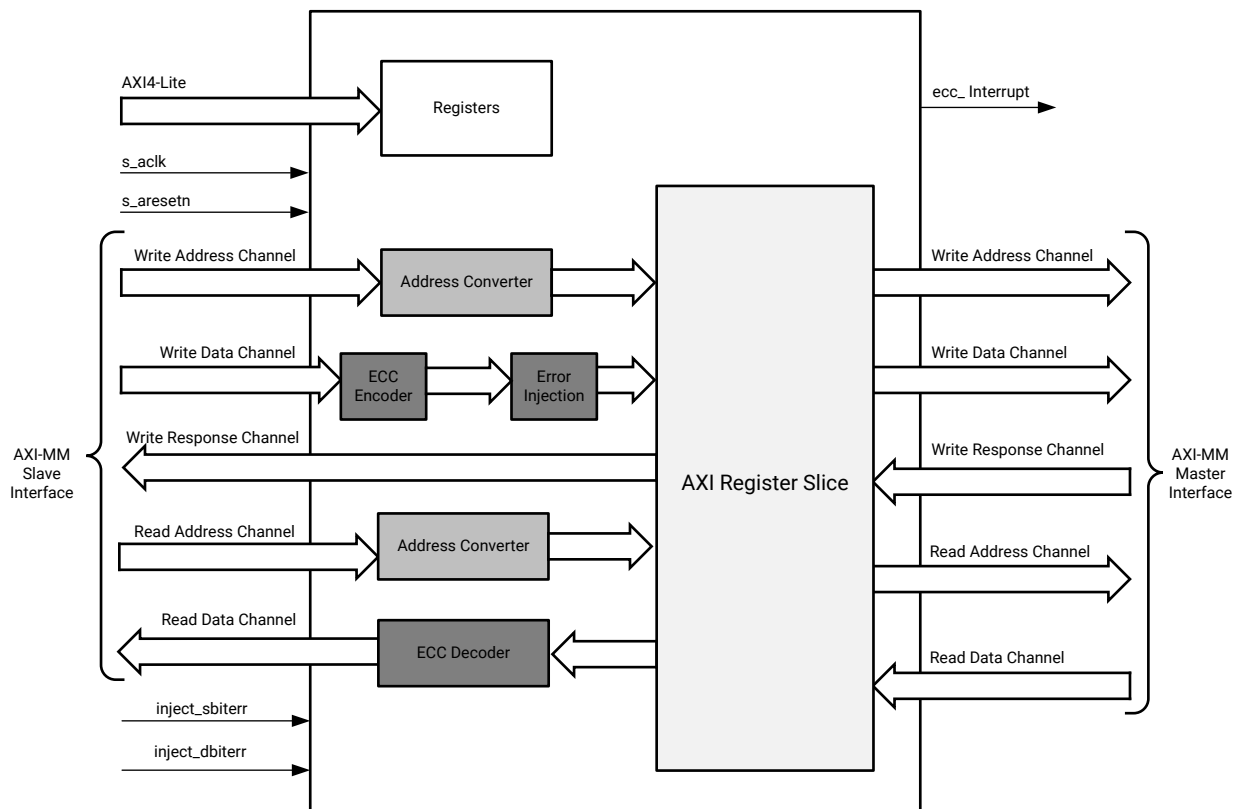 AXI4-Lite
Registers
ecc_ Interrupt
s_aclk
s_aresetn
Write Address Channel
Address Converter
Write Address Channel
Write Data Channel
ECC
Encoder
Error
Injection
Write Data Channel
Write Response Channel
AXI Register Slice
Write Response Channel
AXI-MM
Slave
Interface
AXI-MM
Master
Interface
Read Address Channel
Address Converter
Read Address Channel
Read Data Channel
ECC Decoder
Read Data Channel
inject_sbiterr
inject_dbiterr